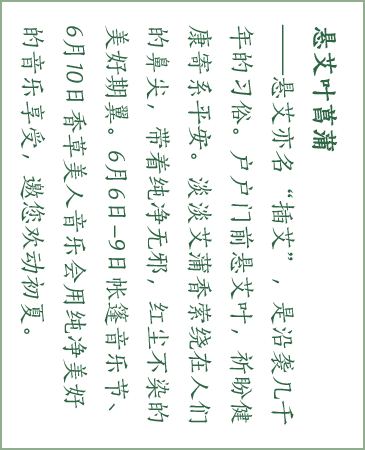 悬艾叶菖蒲
——悬艾亦名“插艾”，是沿袭几千
年的习俗。户户门前悬艾叶，祈盼健
康寄系平安。淡淡艾蒲香萦绕在人们
的鼻尖，带着纯净无邪，红尘不染的
美好期翼。6月6日-9日帐篷音乐节、
6月10日香草美人音乐会用纯净美好
的音乐享受，邀您欢动初夏。